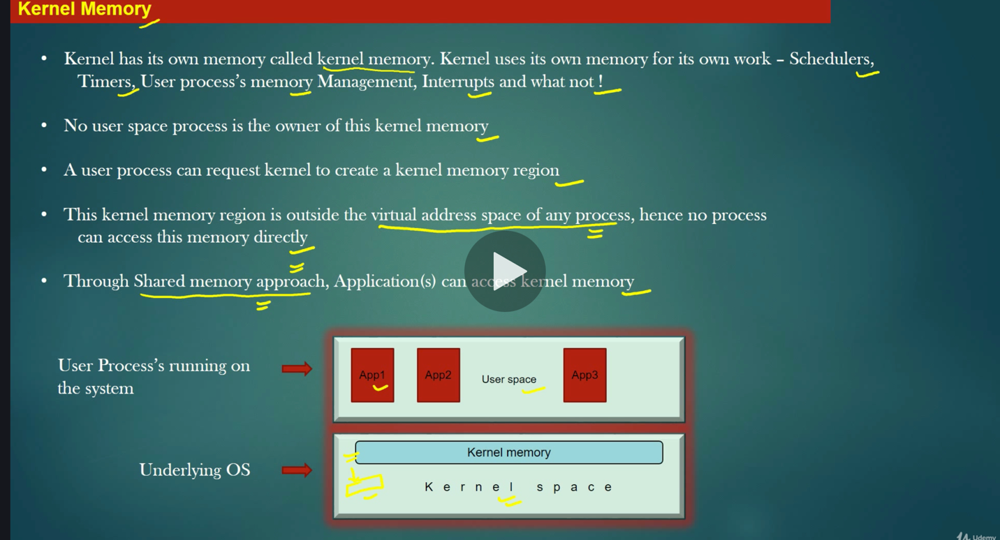 Kernel Memory
• Kernel has its own memory called kernel memory. Kernel uses its own memory for its own work – Schedulers,
Timers, User process's memory Management, Interrupts and what not !
• No user space process is the owner of this kernel memory
• A user process can request kernel to create a kernel memory region
• This kernel memory region is outside the virtual address space of any process, hence no process
can access this memory directly
• Through Shared memory approach, Application(s) can access kernel memory
User Process's running on
the system
App1
App2
User space
App3
Kernel memory
Underlying OS
Kernel space
Udemy